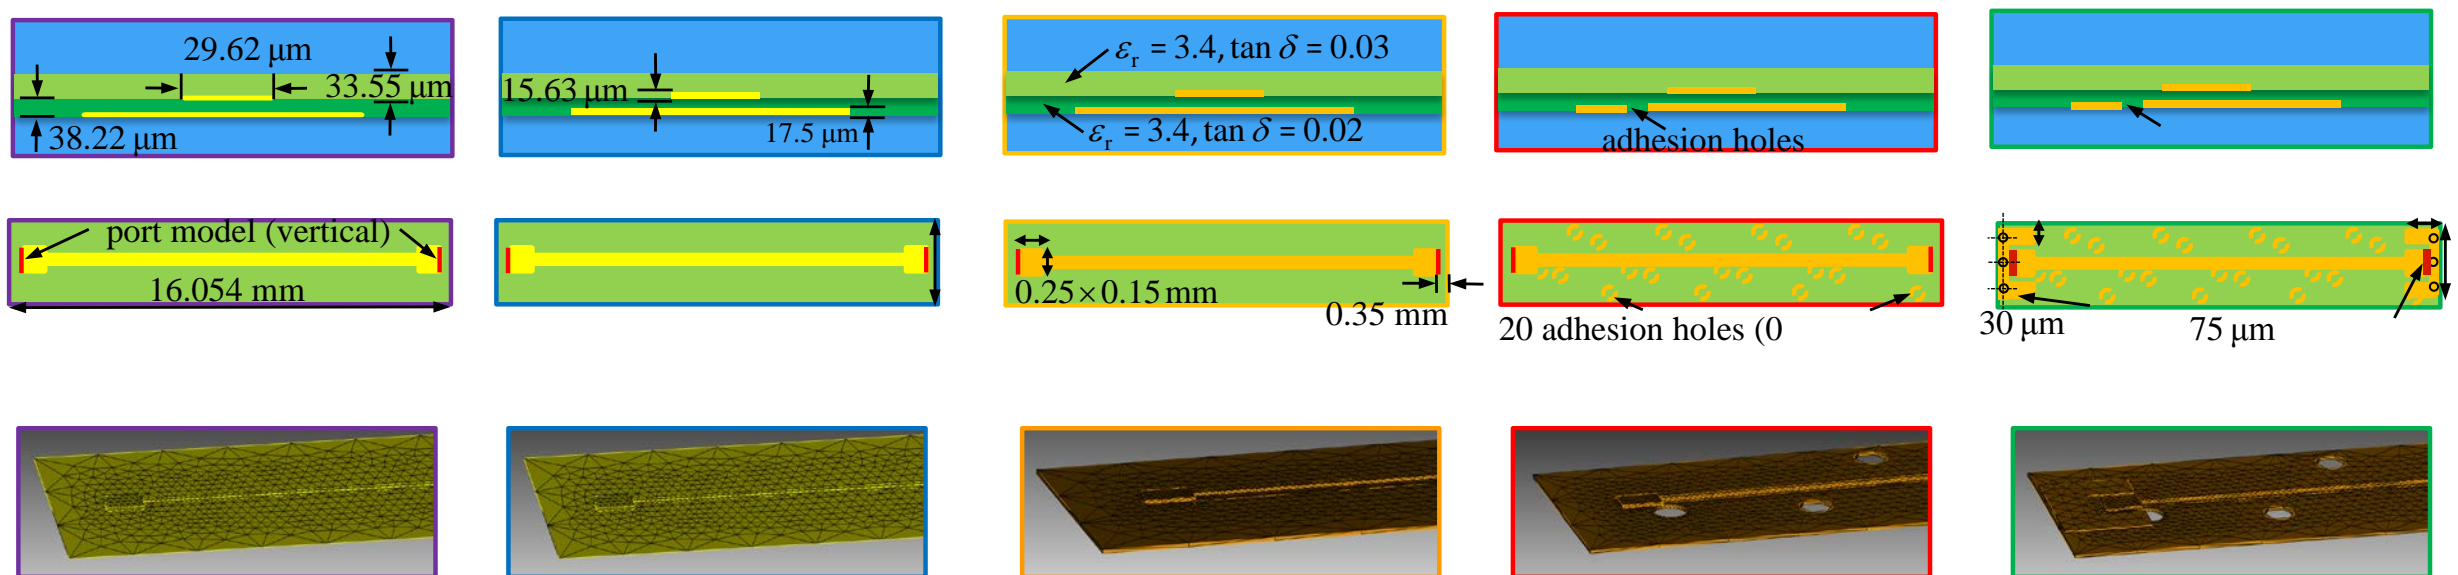 29.62 μm
33.55 μm
38.22 μm
15.63 μm
17.5 μm
εr = 3.4, tan δ = 0.03
εr = 3.4, tan δ = 0.02
adhesion holes
port model (vertical)
16.054 mm
0.25×0.15 mm
0.35 mm
20 adhesion holes (0
30 μm
75 μm